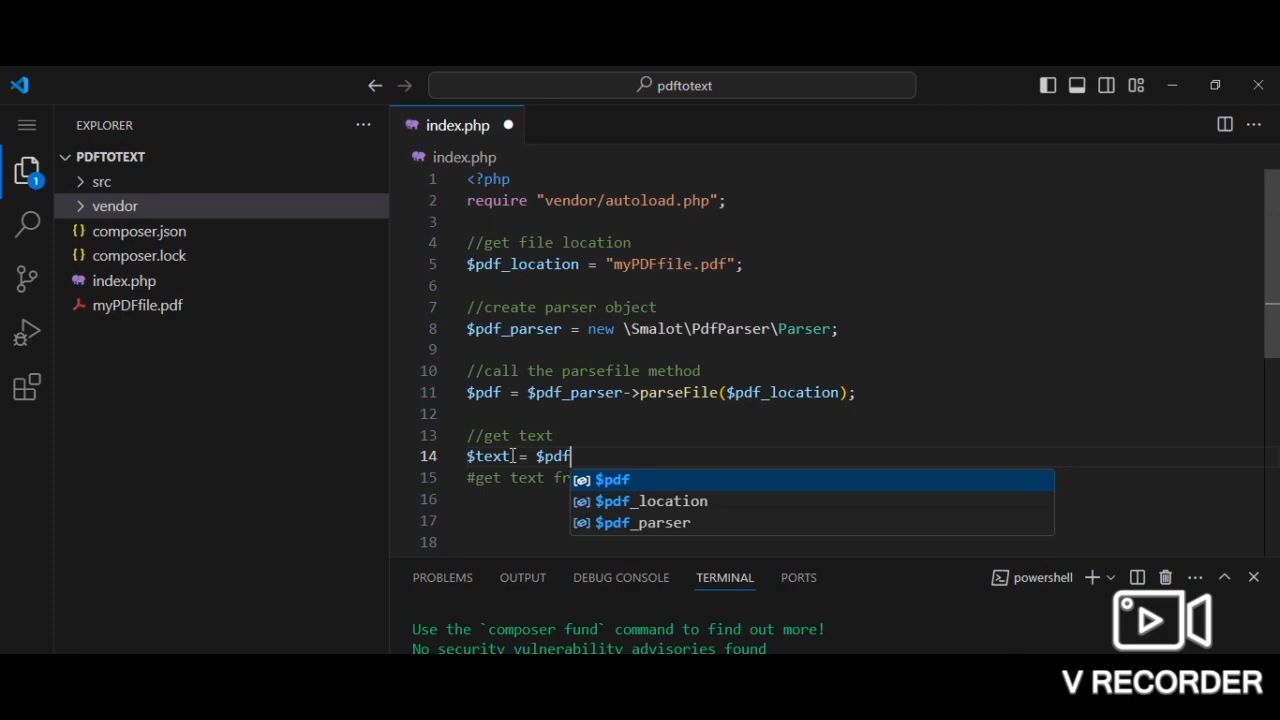 pdftotext
EXPLORER
index.php
PDFTOTEXT
index.php
src
vendor
composer.json
composer.lock
index.php
myPDFfile.pdf
1
1 <?php
2 require "vendor/autoload.php";
3
4 //get file location
5 $pdf_location = "myPDFfile.pdf";
6
7 //create parser object
8 $pdf_parser = new \Smalot\PdfParser\Parser;
9
10 //call the parsefile method
11 $pdf = $pdf_parser->parseFile($pdf_location);
12
13 //get text
14 $text = $pdf
15 #get text fr
16
17
18
$pdf
$pdf_location
$pdf_parser
PROBLEMS OUTPUT DEBUG CONSOLE TERMINAL PORTS powershell
Use the `composer fund` command to find out more!
No security vulnerability advisories found
V RECORDER